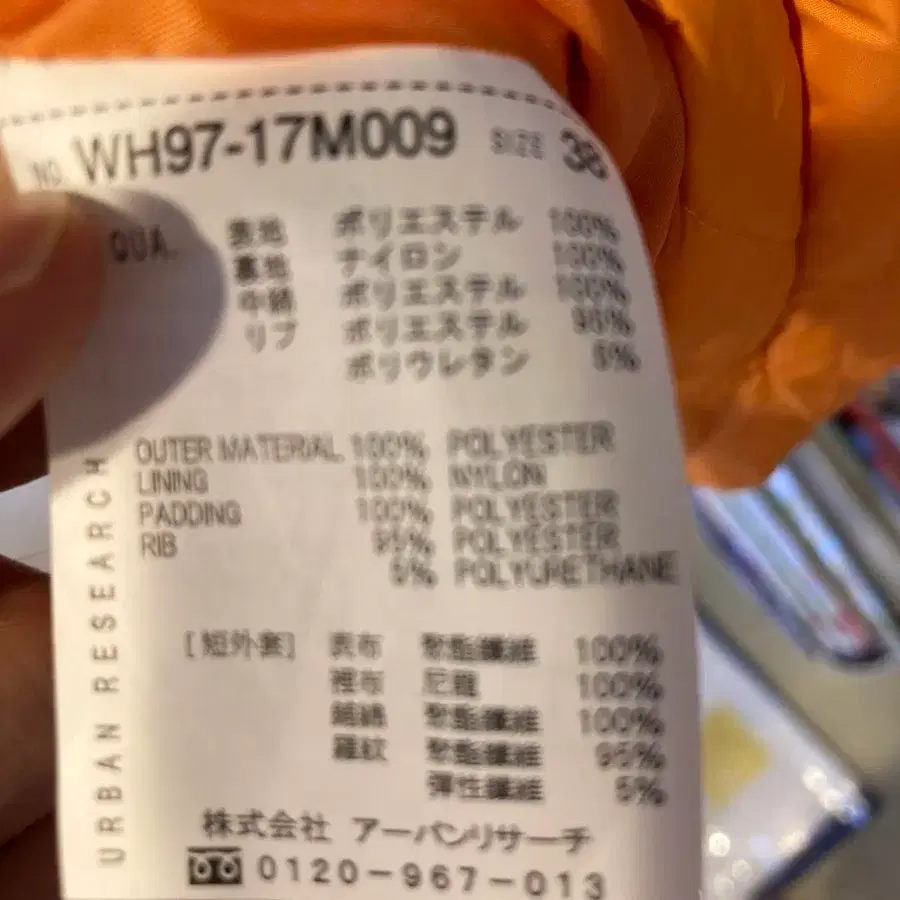 NO. WH97-17M009 SIZE 38
QUA. 表地 ポリエステル 100%
裏地 ナイロン 100%
中綿 ポリエステル 100%
リブ ポリエステル 95%
ポリウレタン 5%
OUTER MATERIAL 100% POLYESTER
LINING 100% NYLON
PADDING 100% POLYESTER
RIB 95% POLYESTER
5% POLYURETHANE
[短外套] 表布 聚酯纖維 100%
裡布 尼龍 100%
鋪綿 聚酯纖維 100%
羅紋 聚酯纖維 95%
彈性纖維 5%
URBAN RESEARCH
株式会社 アーバンリサーチ
0120-967-013